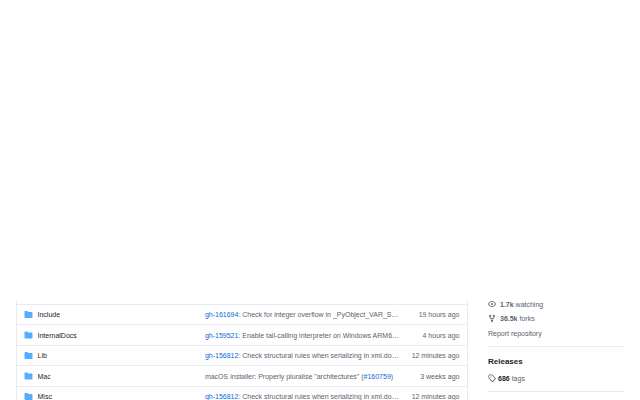 Include gh-161694: Check for integer overflow in _PyObject_VAR_S... 19 hours ago
InternalDocs gh-159521: Enable tail-calling interpreter on Windows ARM6... 4 hours ago
Lib gh-156812: Check structural rules when serializing in xml.do... 12 minutes ago
Mac macOS installer: Properly pluralise "architectures" (#160759) 3 weeks ago
Misc gh-156812: Check structural rules when serializing in xml.do... 12 minutes ago
1.7k watching
36.5k forks
Report repository
Releases
686 tags